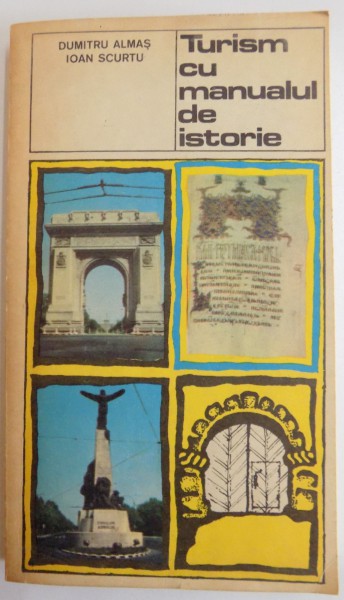 DUMITRU ALMAȘ
IOAN SCURTU
Turism
cu
manualul
de
istorie